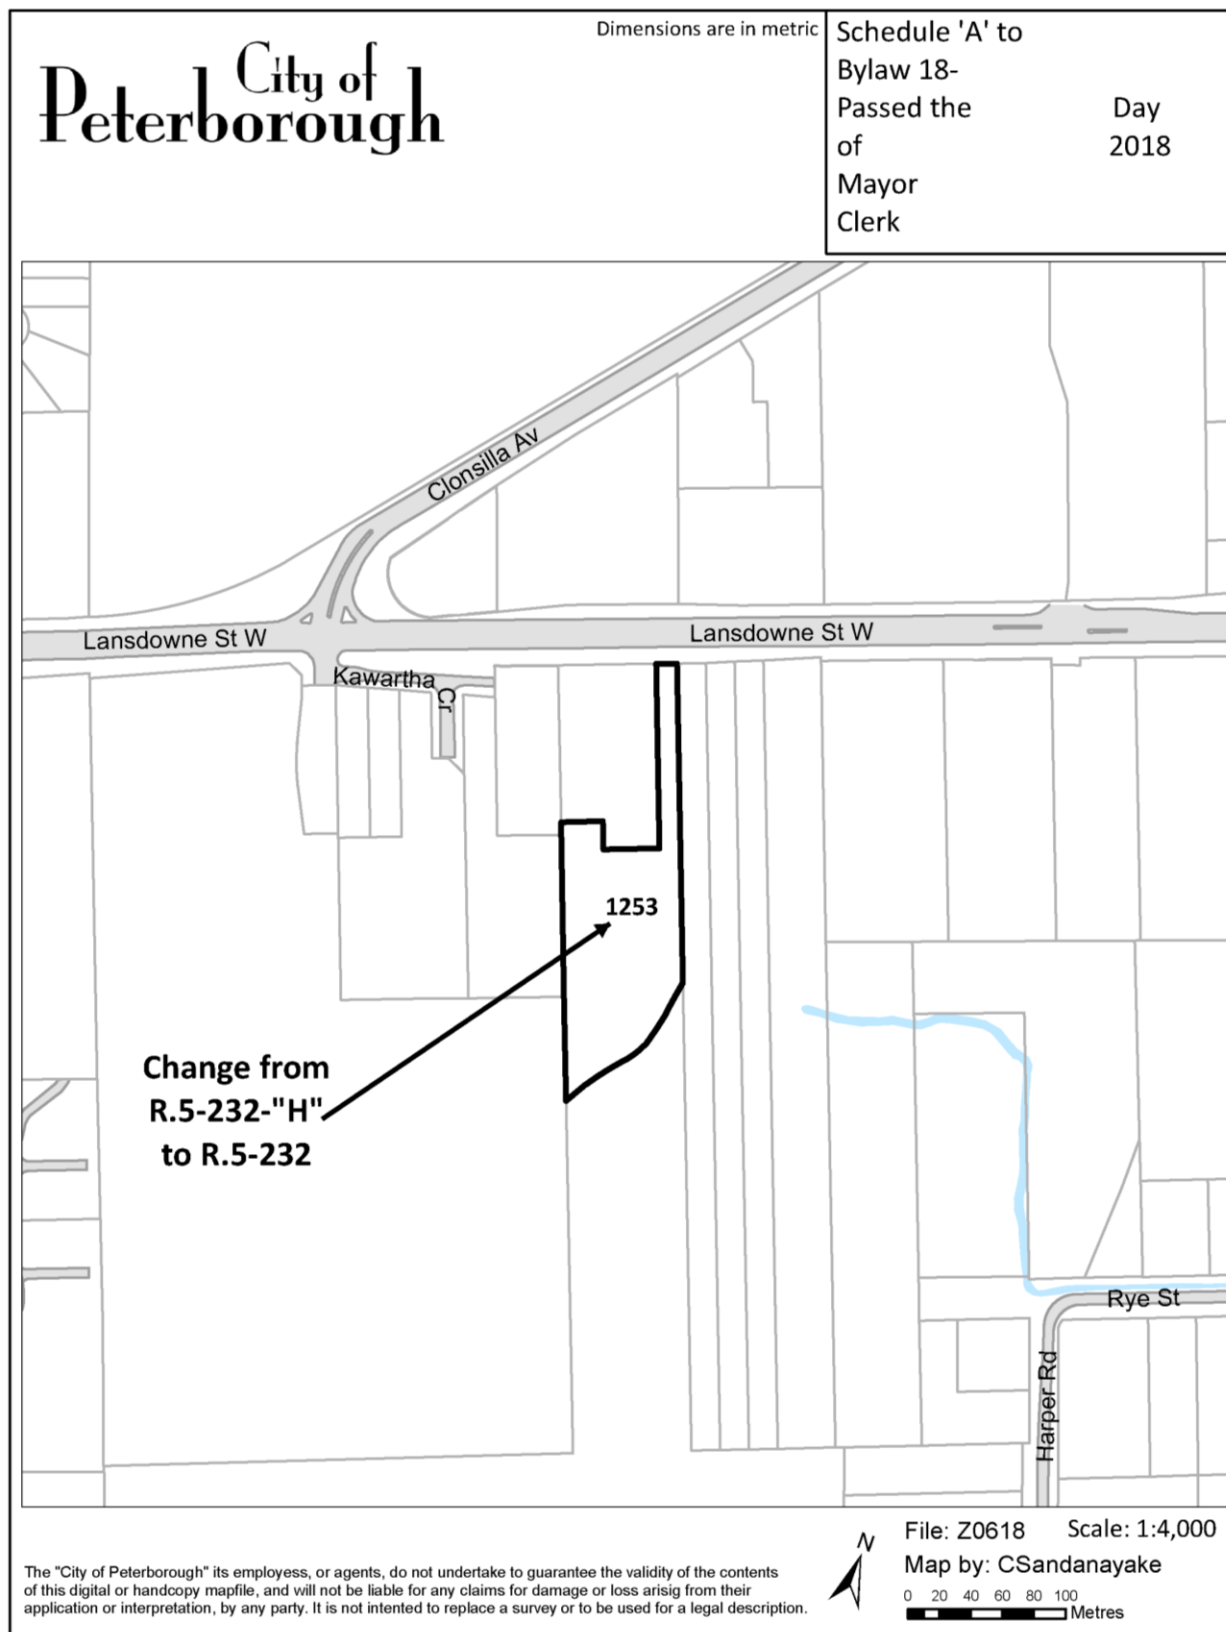 City of
Peterborough
Dimensions are in metric
Schedule 'A' to
Bylaw 18-
Passed the Day
of 2018
Mayor
Clerk
Clonsilla Av
Lansdowne St W
Lansdowne St W
Kawartha
Cr
1253
Change from
R.5-232-"H"
to R.5-232
Rye St
Harper Rd
The "City of Peterborough" its employess, or agents, do not undertake to guarantee the validity of the contents
of this digital or handcopy mapfile, and will not be liable for any claims for damage or loss arisig from their
application or interpretation, by any party. It is not intended to replace a survey or to be used for a legal description.
N
File: Z0618 Scale: 1:4,000
Map by: CSandanayake
0 20 40 60 80 100
Metres